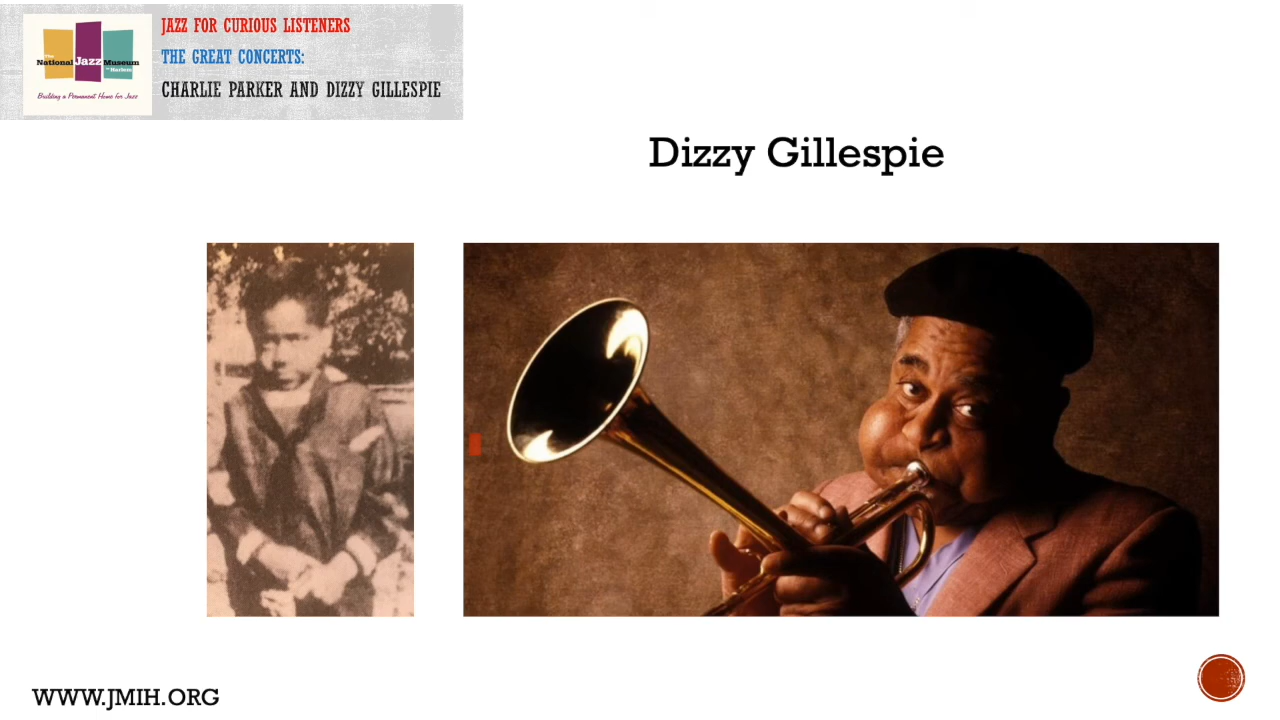 The
National Jazz Museum
in Harlem
Building a Permanent Home for Jazz
JAZZ FOR CURIOUS LISTENERS
THE GREAT CONCERTS:
CHARLIE PARKER AND DIZZY GILLESPIE
Dizzy Gillespie
WWW.JMIH.ORG